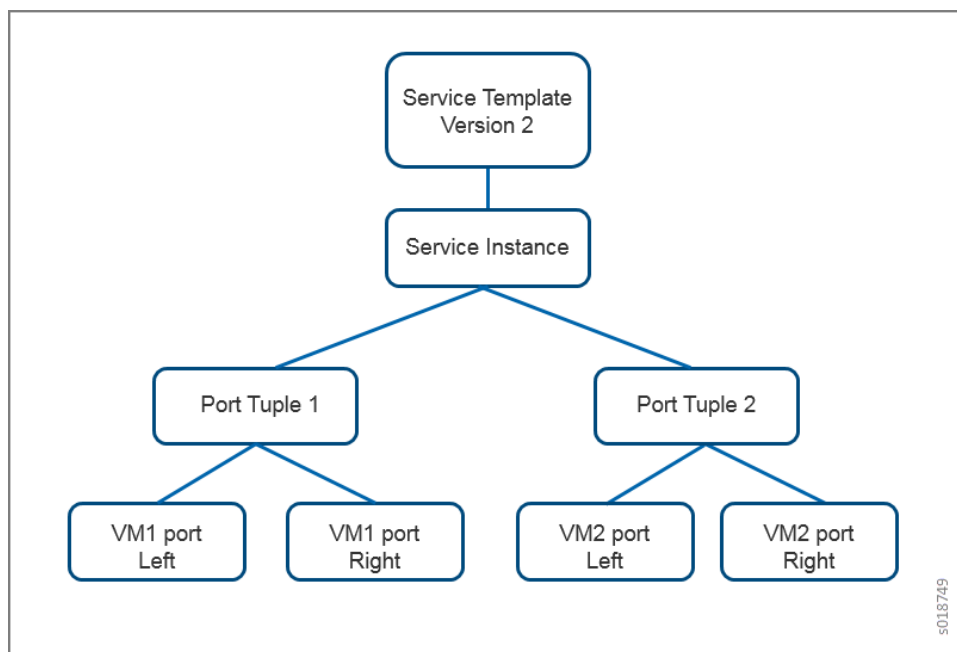 Service Template
Version 2
Service Instance
Port Tuple 1
Port Tuple 2
VM1 port
Left
VM1 port
Right
VM2 port
Left
VM2 port
Right
s018749